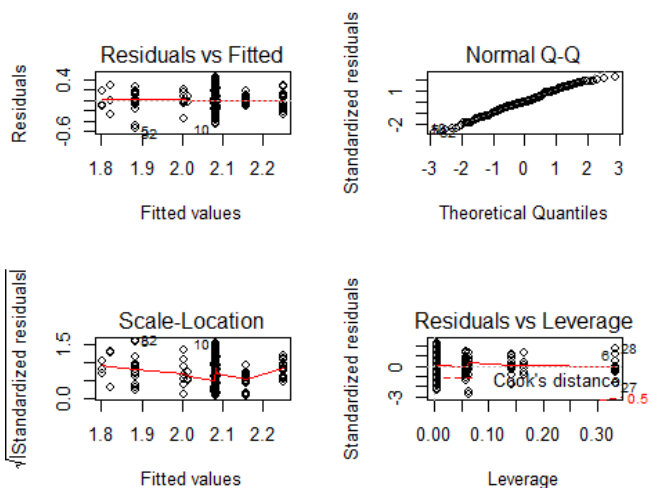 Residuals vs Fitted
Residuals
0.4
-0.6
52
10
1.8 1.9 2.0 2.1 2.2
Fitted values
Normal Q-Q
Standardized residuals
1
-2
-3 -2 -1 0 1 2 3
Theoretical Quantiles
Scale-Location
√|Standardized residuals|
1.5
0.0
10
1.8 1.9 2.0 2.1 2.2
Fitted values
Residuals vs Leverage
Standardized residuals
0
-3
28
Cook's distance
27
0.5
0.00 0.10 0.20 0.30
Leverage